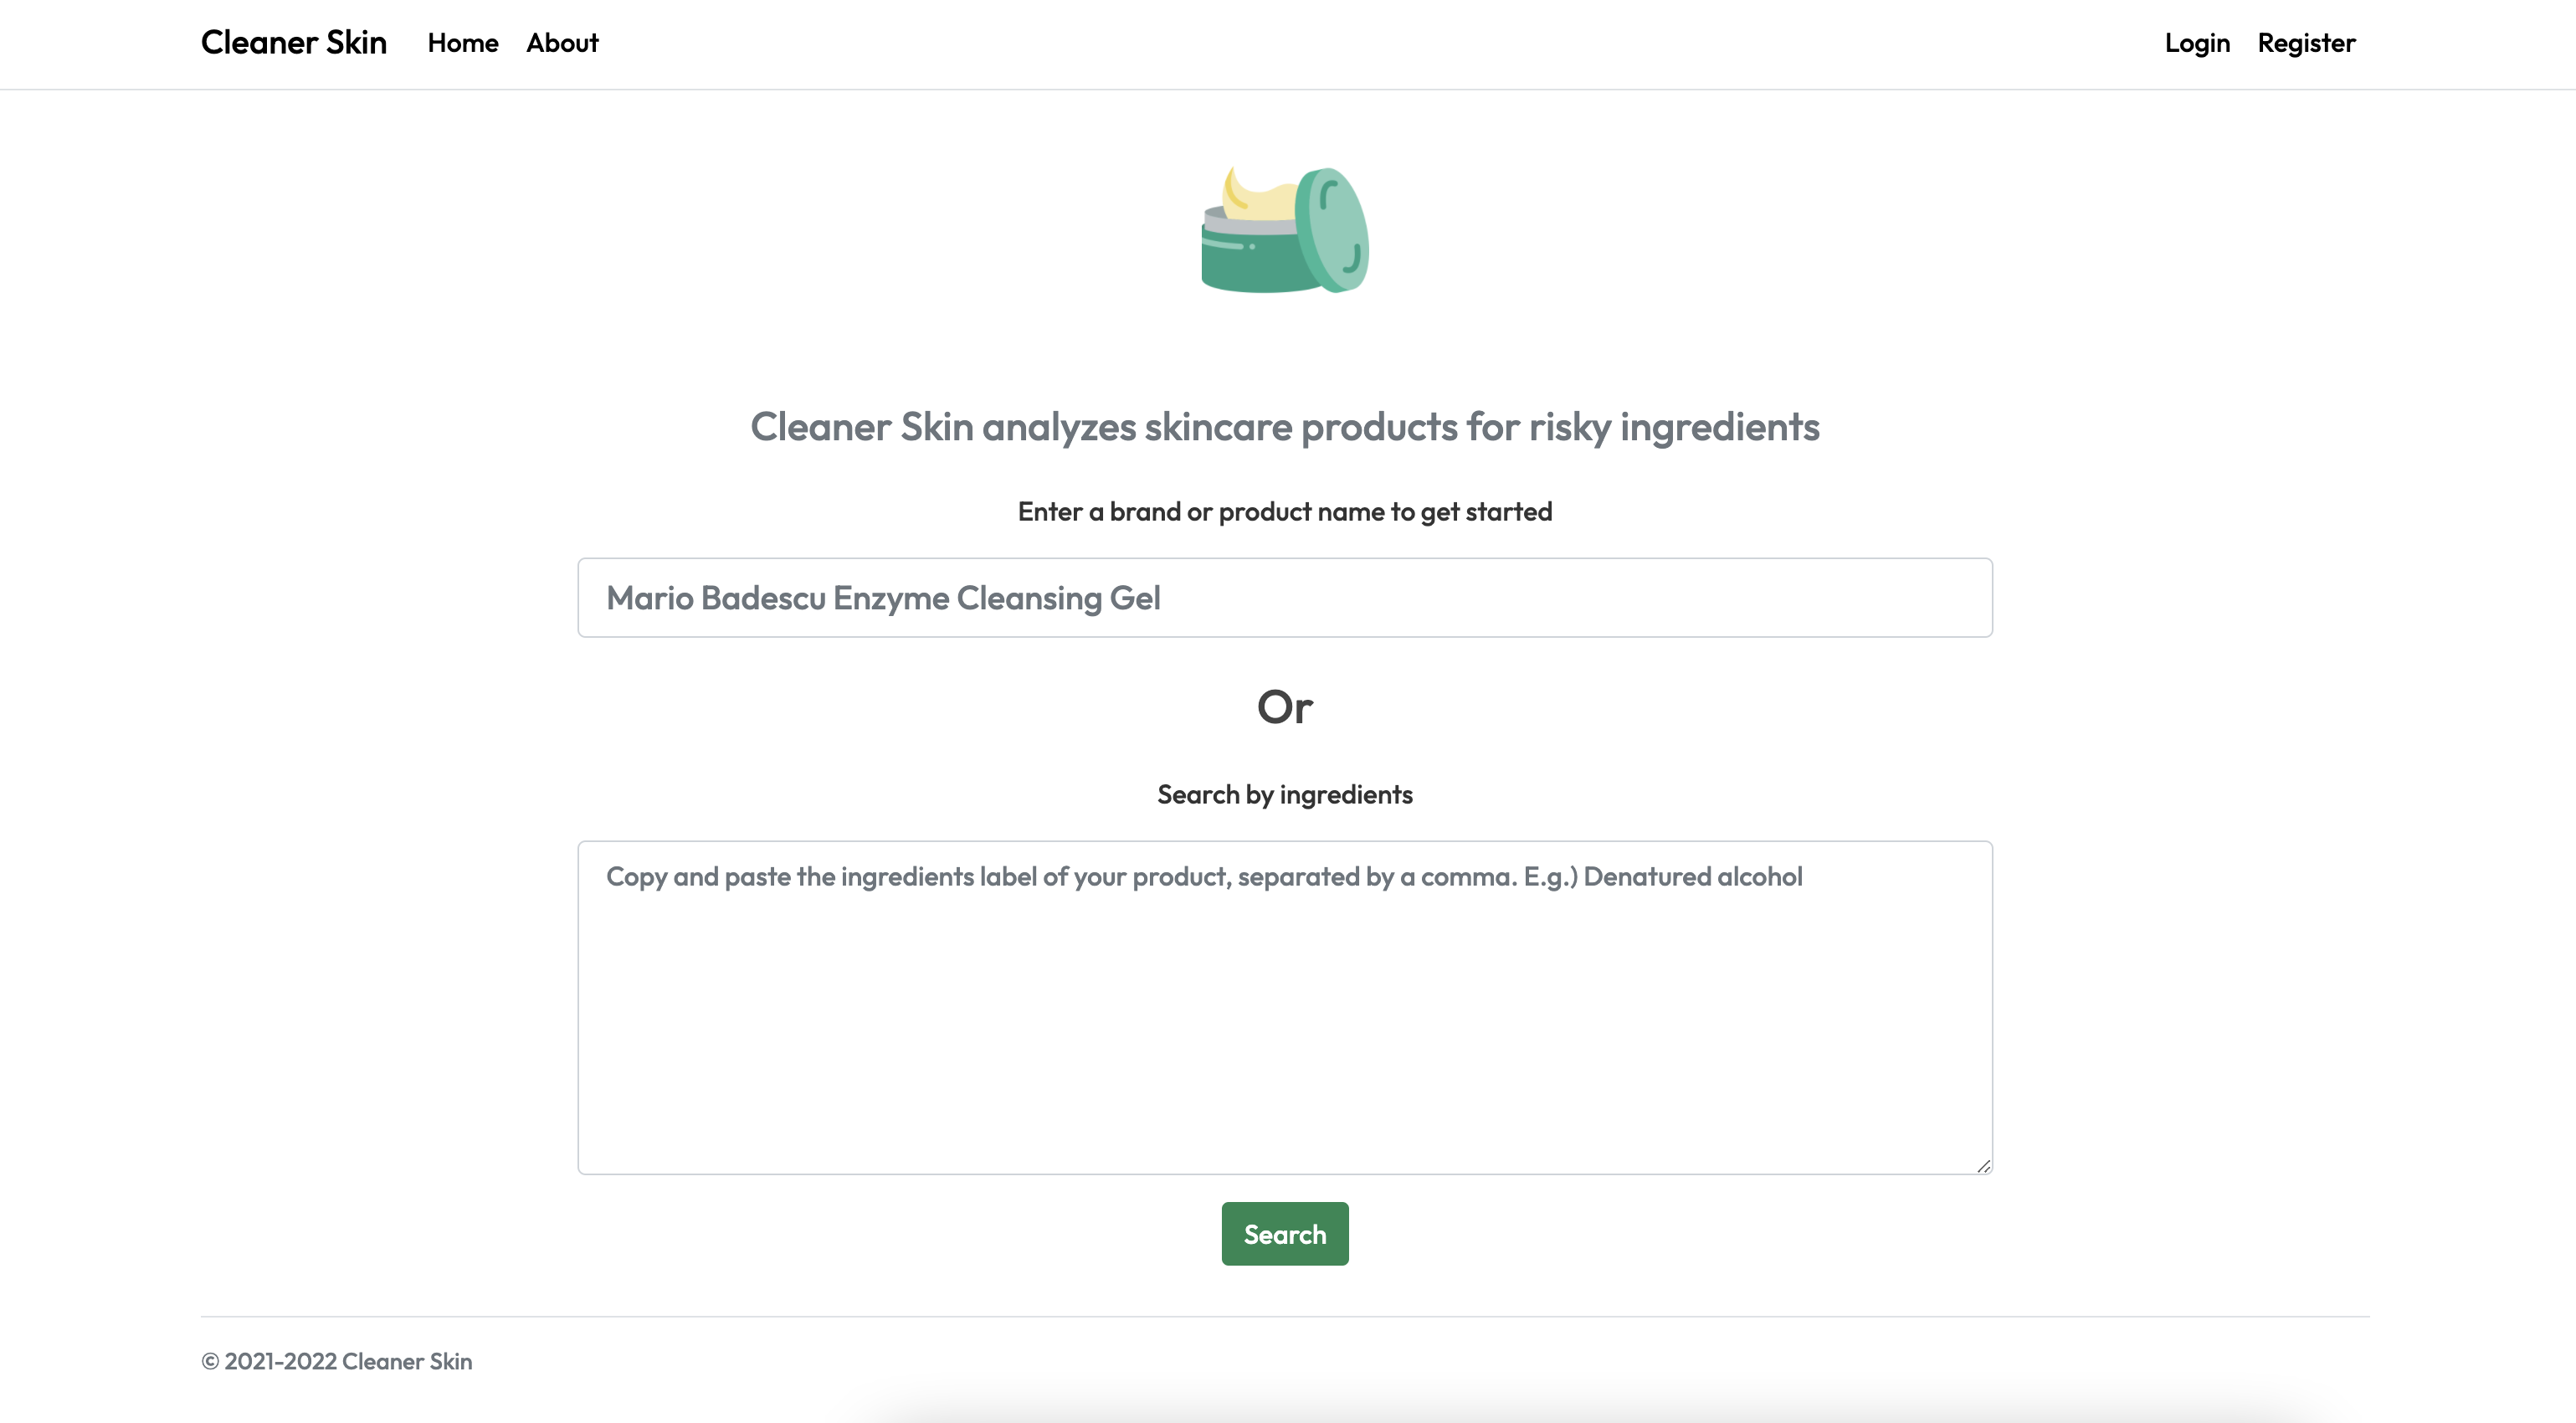 Cleaner Skin Home About Login Register
Cleaner Skin analyzes skincare products for risky ingredients
Enter a brand or product name to get started
Mario Badescu Enzyme Cleansing Gel
Or
Search by ingredients
Copy and paste the ingredients label of your product, separated by a comma. E.g.) Denatured alcohol
Search
© 2021-2022 Cleaner Skin